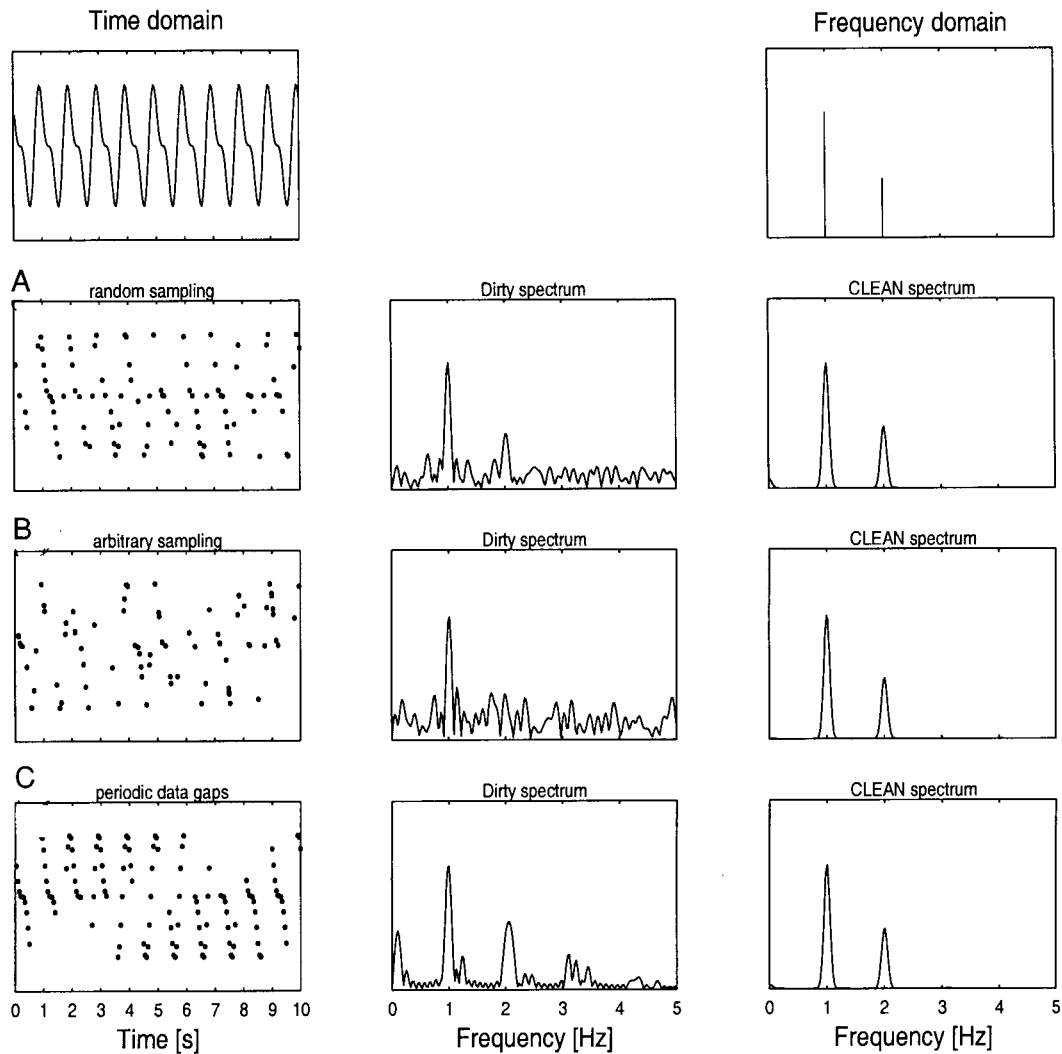 Time domain
Frequency domain
A
random sampling
Dirty spectrum
CLEAN spectrum
B
arbitrary sampling
Dirty spectrum
CLEAN spectrum
C
periodic data gaps
Dirty spectrum
CLEAN spectrum
0 1 2 3 4 5 6 7 8 9 10
0 1 2 3 4 5
0 1 2 3 4 5
Time [s]
Frequency [Hz]
Frequency [Hz]